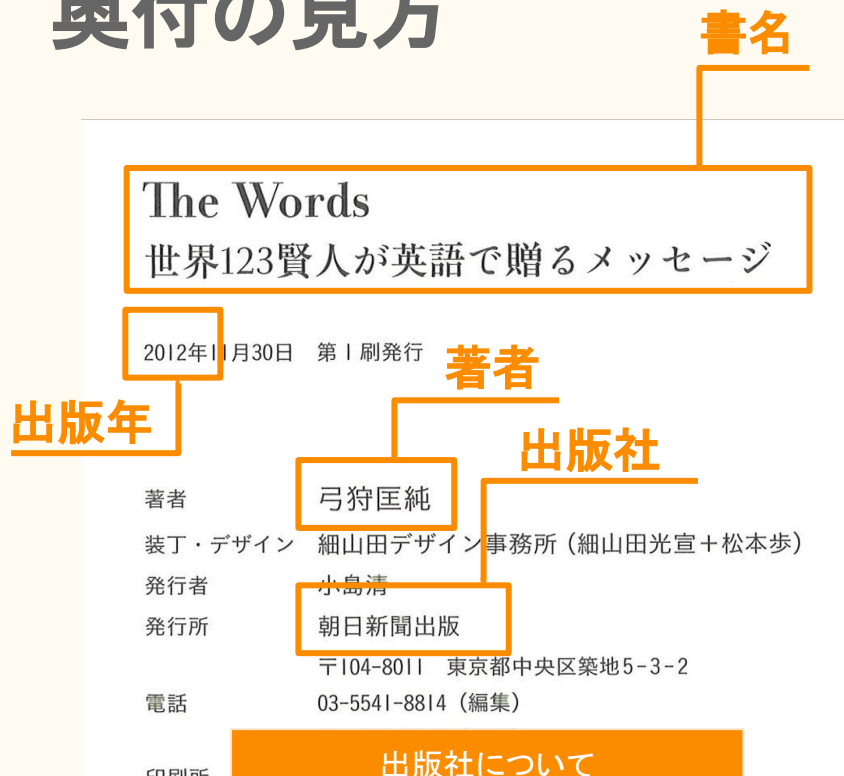 奥付の見方
書名
The Words
世界123賢人が英語で贈るメッセージ
2012年11月30日　第1刷発行
著者
出版年
出版社
著者　弓狩匡純
装丁・デザイン　細山田デザイン事務所（細山田光宣＋松本歩）
発行者　小島清
発行所　朝日新聞出版
〒104-8011　東京都中央区築地5-3-2
電話　03-5541-8814（編集）
出版社について
印刷所